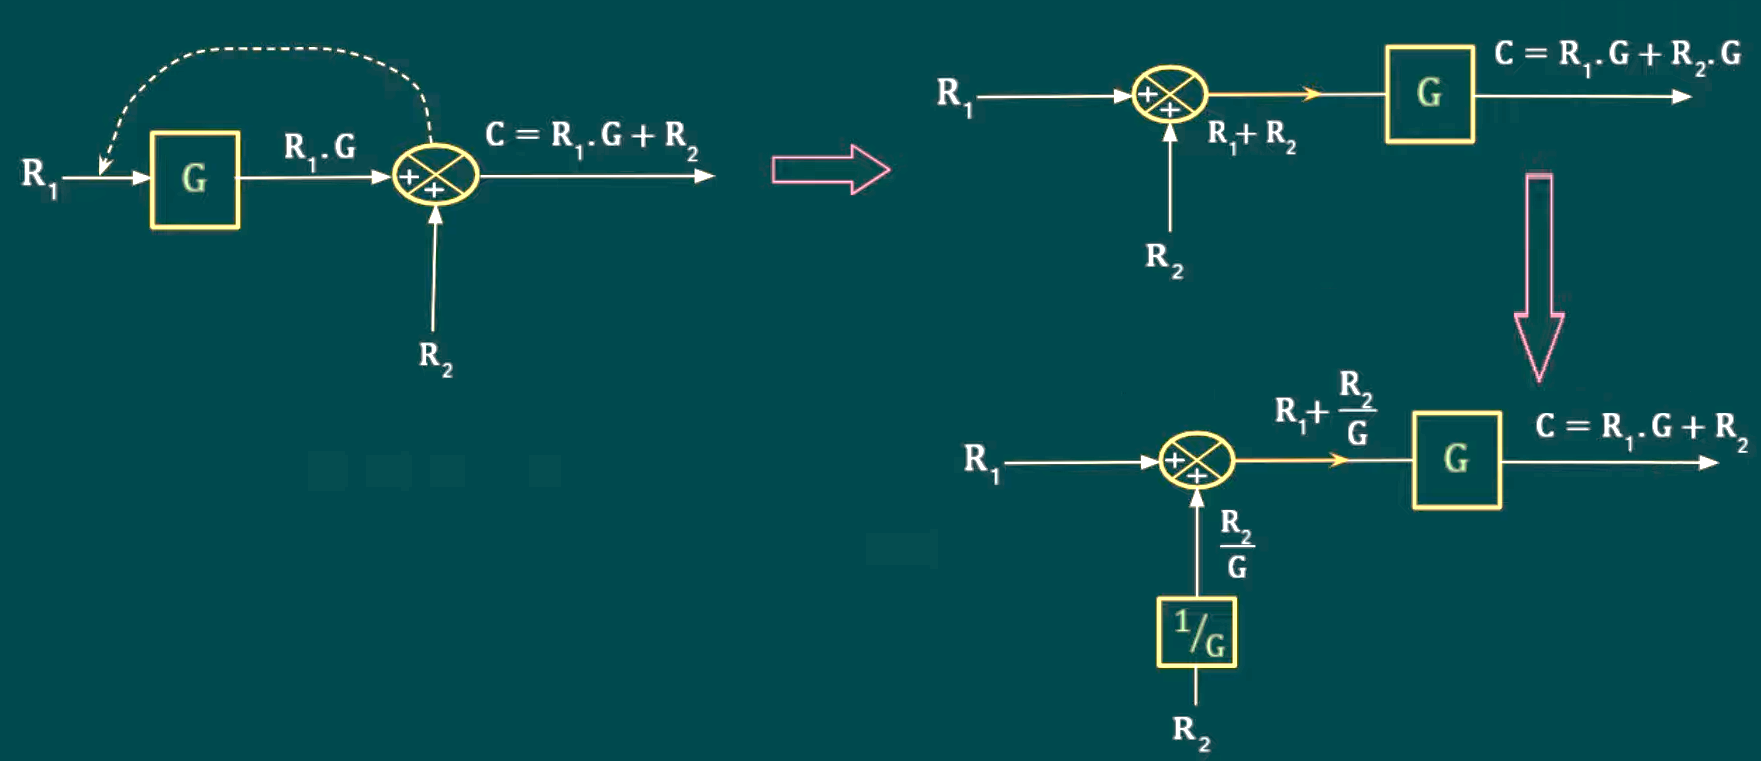 R₁
G
R₁.G
+
+
C = R₁.G + R₂
R₂
R₁
+
+
R₁+ R₂
G
C = R₁.G + R₂.G
R₂
R₁
+
+
R₁+ R₂/G
G
C = R₁.G + R₂
R₂/G
1/G
R₂